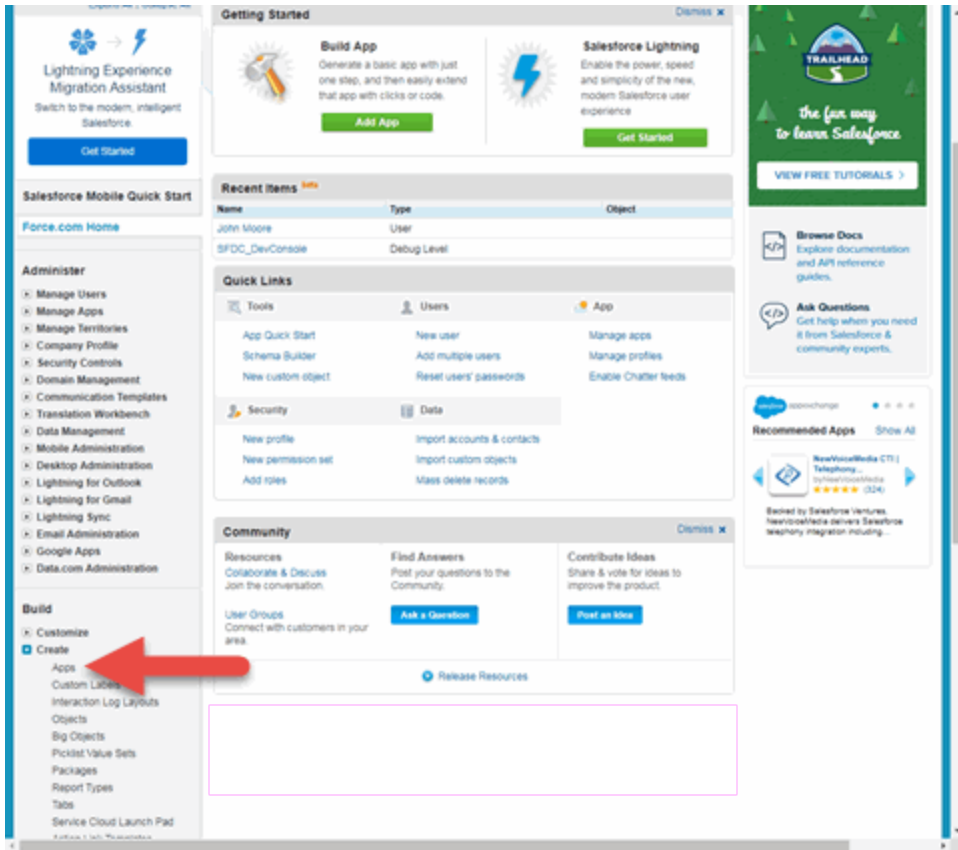 Lightning Experience
Migration Assistant
Switch to the modern, intelligent
Salesforce.
Get Started
Salesforce Mobile Quick Start
Force.com Home
Administer
Manage Users
Manage Apps
Manage Territories
Company Profile
Security Controls
Domain Management
Communication Templates
Translation Workbench
Data Management
Mobile Administration
Desktop Administration
Lightning for Outlook
Lightning for Gmail
Lightning Sync
Email Administration
Google Apps
Data.com Administration
Build
Customize
Create
Apps
Custom Labels
Interaction Log Layouts
Objects
Big Objects
Picklist Value Sets
Packages
Report Types
Tabs
Service Cloud Launch Pad
Getting Started
Dismiss x
Build App
Generate a basic app with just
one step, and then easily extend
that app with clicks or code.
Add App
Salesforce Lightning
Enable the power, speed
and simplicity of the new,
modern Salesforce user
experience
Get Started
Recent Items Beta
Name Type Object
John Moore User
SFDC_DevConsole Debug Level
Quick Links
Tools Users App
App Quick Start New user Manage apps
Schema Builder Add multiple users Manage profiles
New custom object Reset users' passwords Enable Chatter feeds
Security Data
New profile Import accounts & contacts
New permission set Import custom objects
Add roles Mass delete records
Community
Dismiss x
Resources
Collaborate & Discuss
Join the conversation.
User Groups
Connect with customers in your
area.
Find Answers
Post your questions to the
Community.
Ask a Question
Contribute Ideas
Share & vote for ideas to
improve the product.
Post an Idea
Release Resources
TRAILHEAD
the fun way
to learn Salesforce
VIEW FREE TUTORIALS >
Browse Docs
Explore documentation
and API reference
guides.
Ask Questions
Get help when you need
it from Salesforce &
community experts.
salesforce appexchange
Recommended Apps Show All
NewVoiceMedia CTI |
Telephony...
byNewVoiceMedia
(324)
Backed by Salesforce Ventures,
NewVoiceMedia delivers Salesforce
telephony integration including...